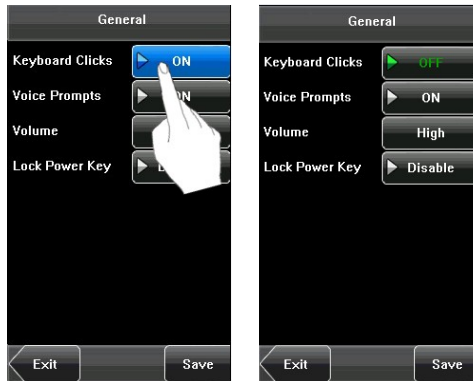 General
Keyboard Clicks ON
Voice Prompts ON
Volume
Lock Power Key
Exit Save
General
Keyboard Clicks OFF
Voice Prompts ON
Volume High
Lock Power Key Disable
Exit Save